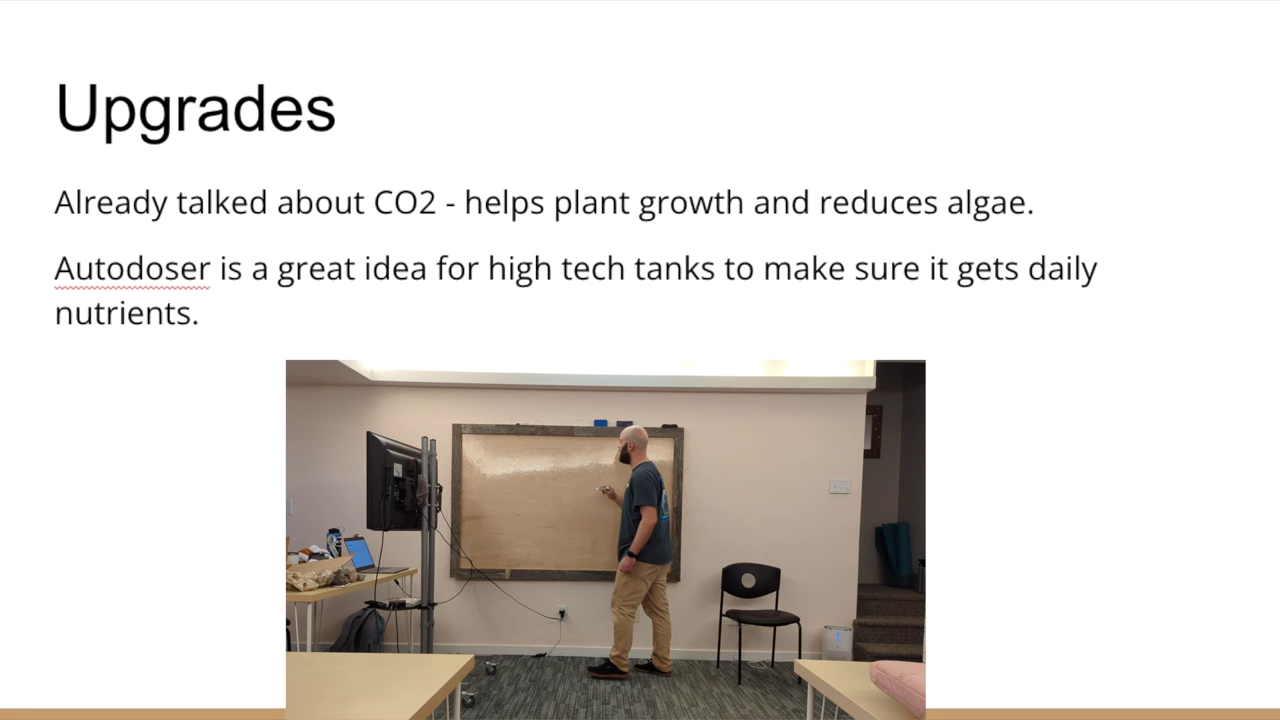 Upgrades
Already talked about CO2 - helps plant growth and reduces algae.
Autodoser is a great idea for high tech tanks to make sure it gets daily
nutrients.